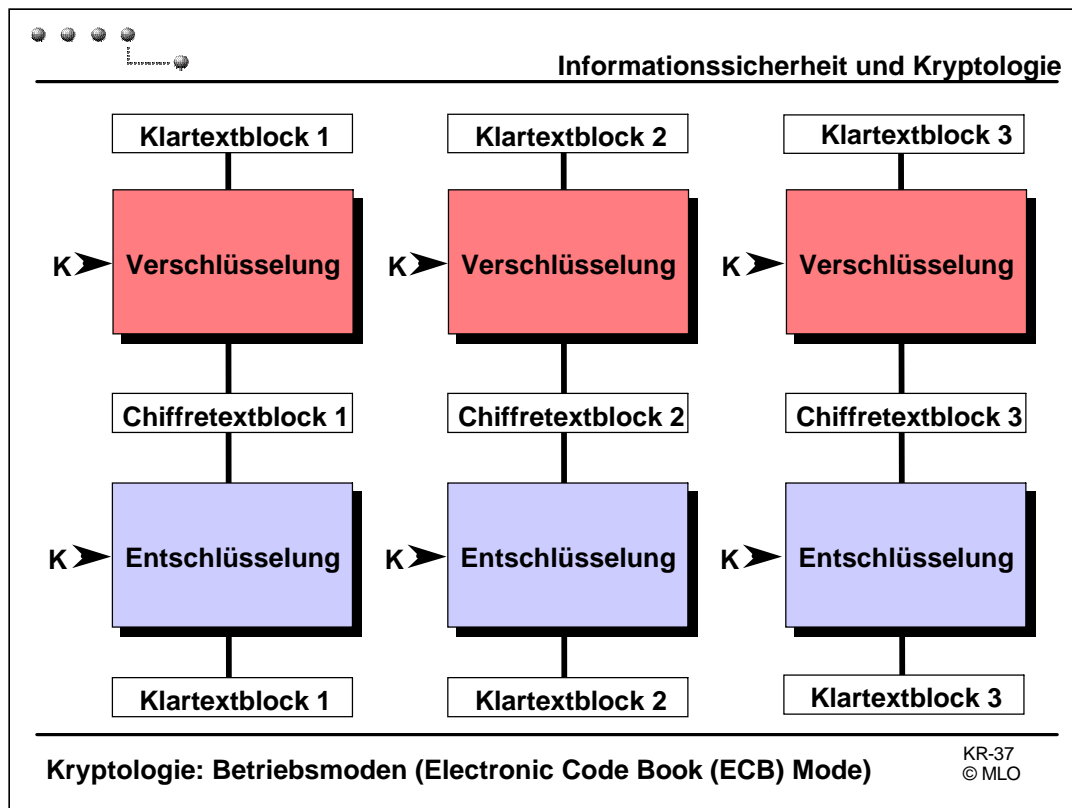 Informationssicherheit und Kryptologie
Klartextblock 1 Klartextblock 2 Klartextblock 3
K Verschlüsselung K Verschlüsselung K Verschlüsselung
Chiffretextblock 1 Chiffretextblock 2 Chiffretextblock 3
K Entschlüsselung K Entschlüsselung K Entschlüsselung
Klartextblock 1 Klartextblock 2 Klartextblock 3
Kryptologie: Betriebsmoden (Electronic Code Book (ECB) Mode)
KR-37
© MLO